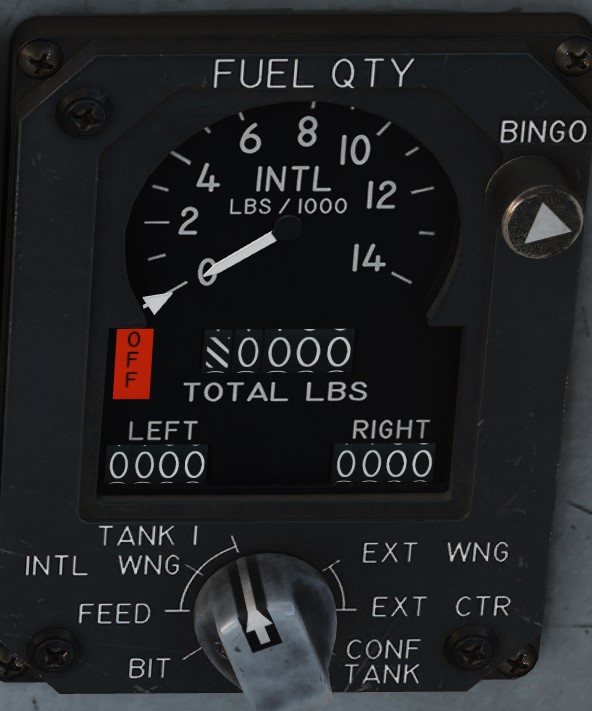 FUEL QTY
BINGO
6 8 10
4 INTL 12
LBS / 1000
2
0 14
OFF
0000
TOTAL LBS
LEFT RIGHT
0000 0000
TANK I
INTL WNG EXT WNG
FEED EXT CTR
BIT CONF
TANK